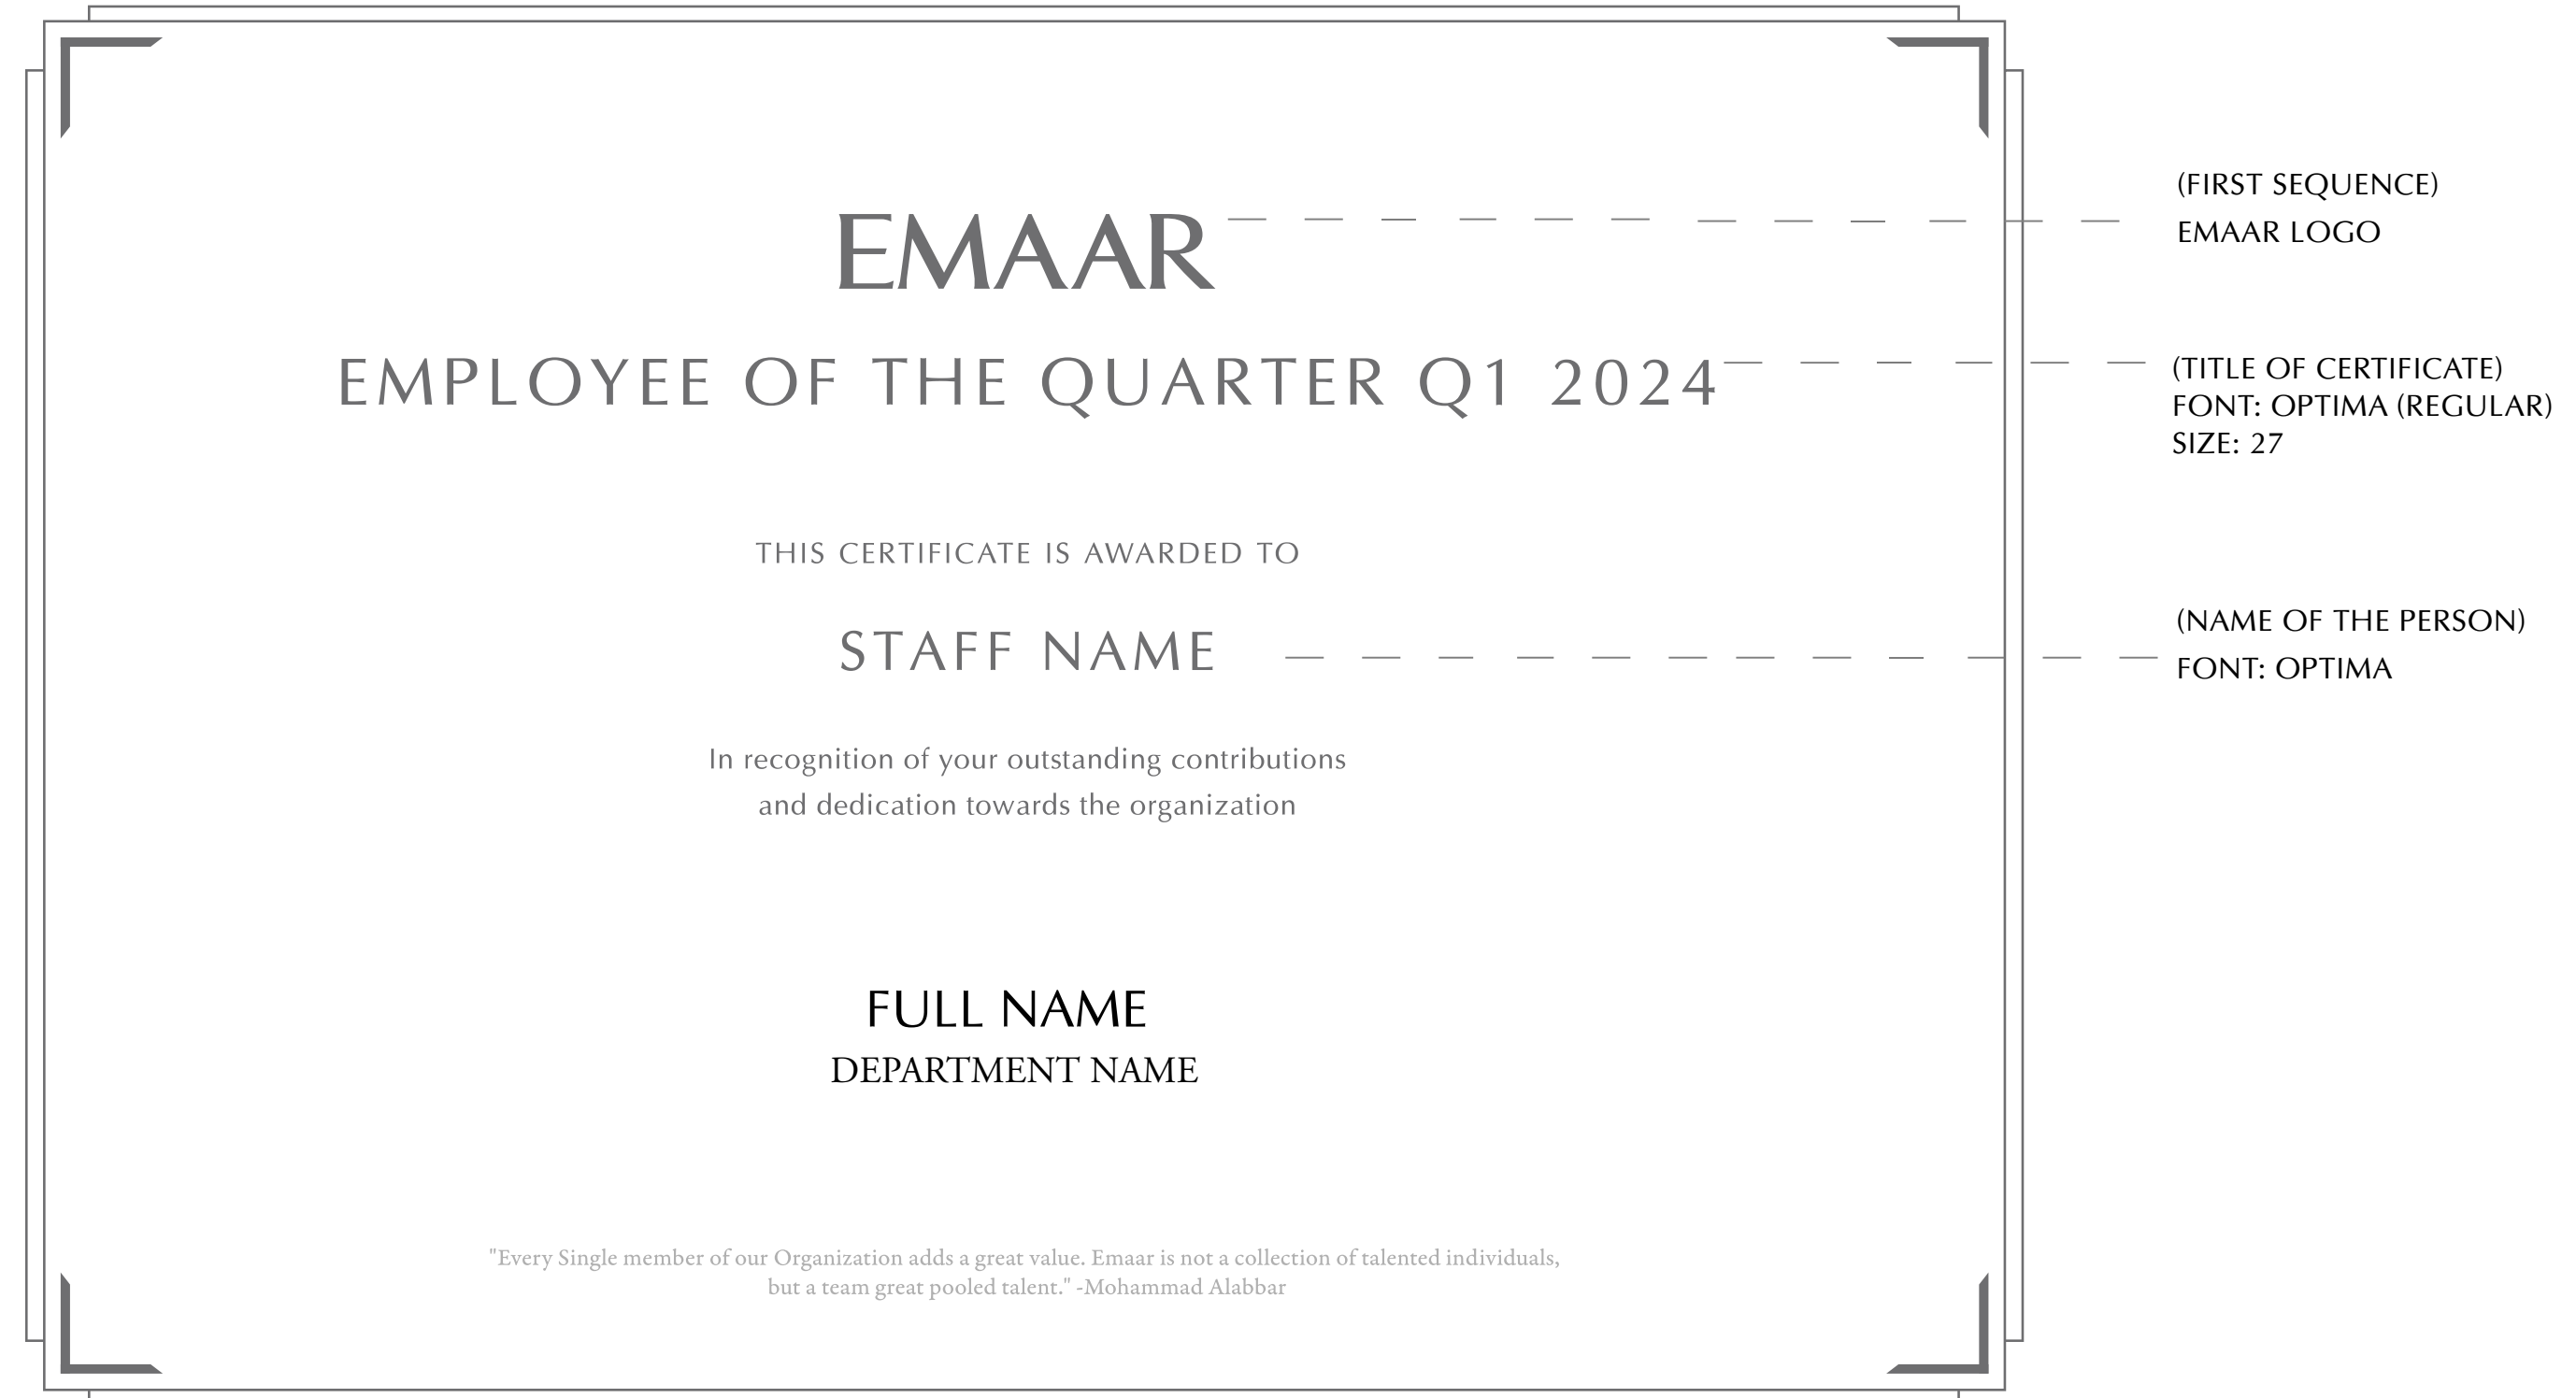 EMAAR
EMPLOYEE OF THE QUARTER Q1 2024
THIS CERTIFICATE IS AWARDED TO
STAFF NAME
In recognition of your outstanding contributions
and dedication towards the organization
FULL NAME
DEPARTMENT NAME
"Every Single member of our Organization adds a great value. Emaar is not a collection of talented individuals,
but a team great pooled talent." -Mohammad Alabbar
(FIRST SEQUENCE)
EMAAR LOGO
(TITLE OF CERTIFICATE)
FONT: OPTIMA (REGULAR)
SIZE: 27
(NAME OF THE PERSON)
FONT: OPTIMA